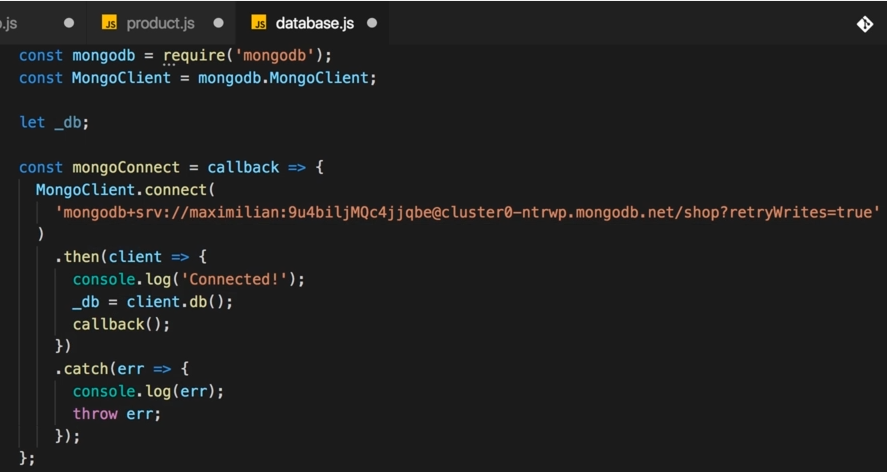 .js
JS product.js
JS database.js
const mongodb = require('mongodb');
const MongoClient = mongodb.MongoClient;
let _db;
const mongoConnect = callback => {
MongoClient.connect(
'mongodb+srv://maximilian:9u4biljMQc4jjqbe@cluster0-ntrwp.mongodb.net/shop?retryWrites=true'
)
.then(client => {
console.log('Connected!');
_db = client.db();
callback();
})
.catch(err => {
console.log(err);
throw err;
});
};